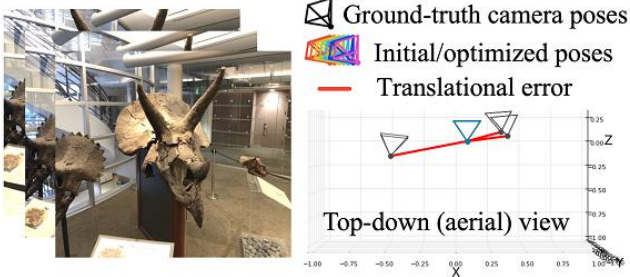 Ground-truth camera poses
Initial/optimized poses
Translational error
0.25
0.00
Z
-0.25
-0.50
-0.75
-1.00
Top-down (aerial) view
-1.00 -0.75 -0.50 -0.25 0.00 0.25 0.50 0.75
X